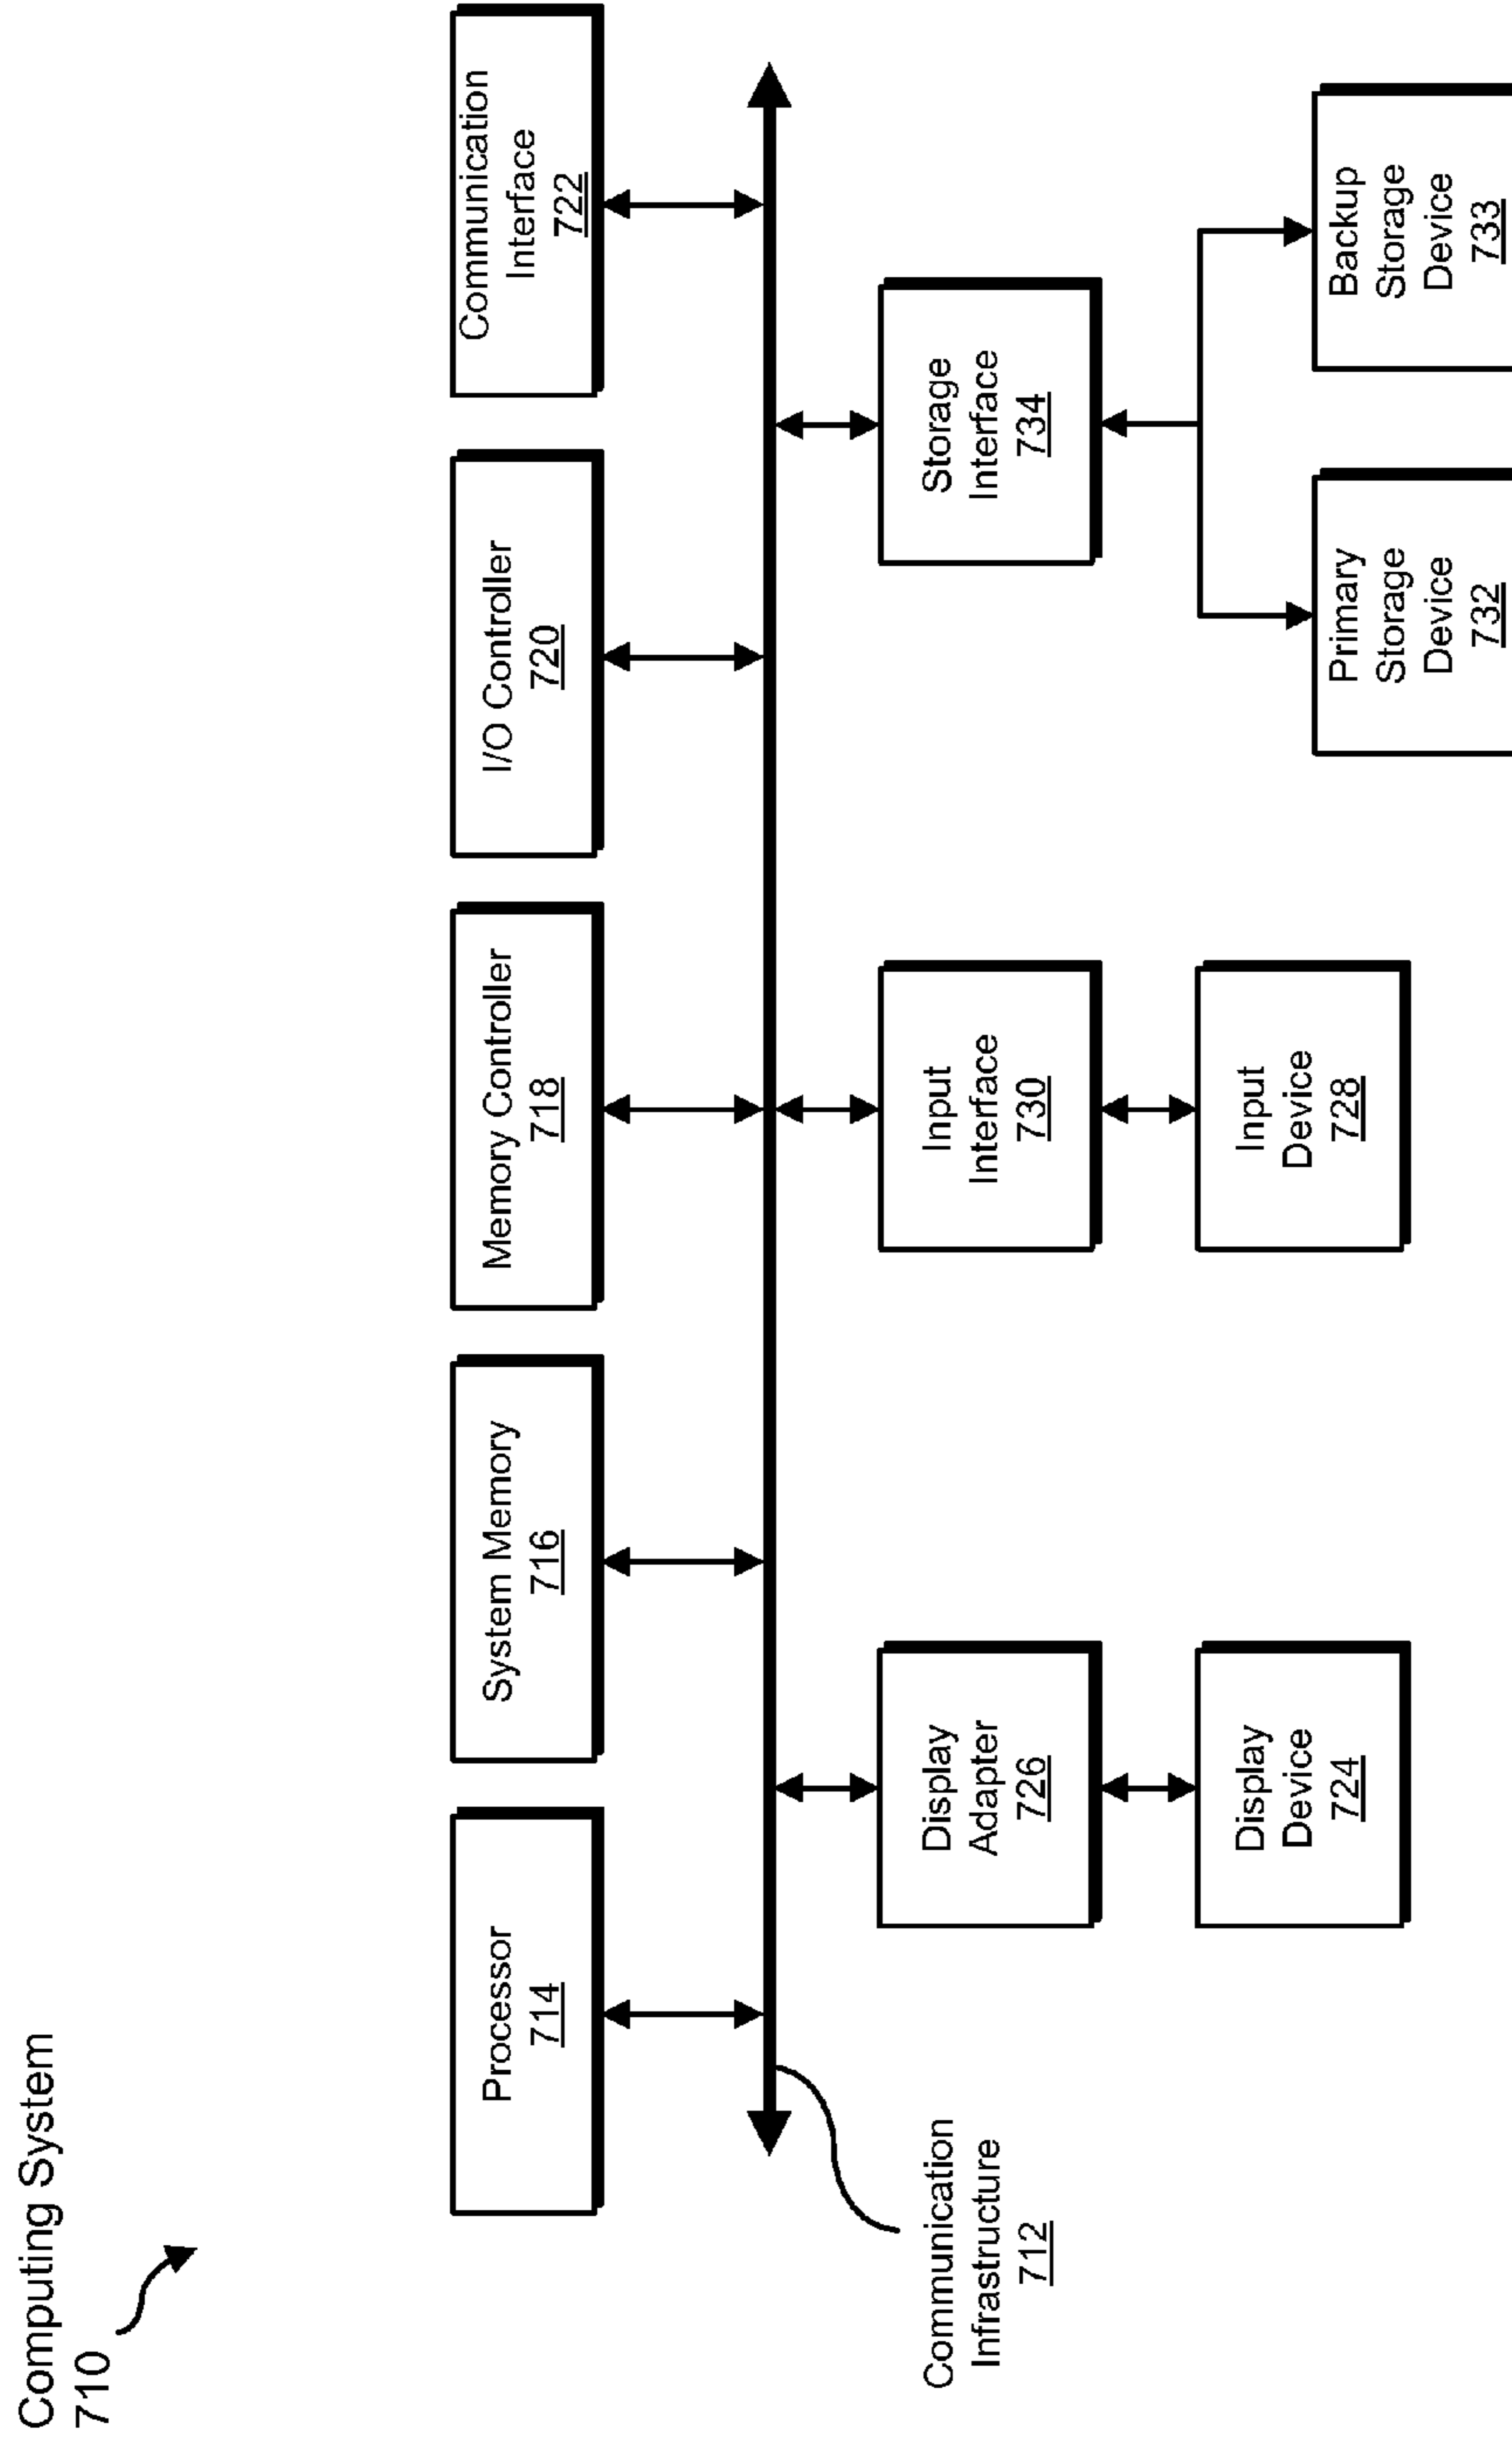 Computing System
710
Processor
714
System Memory
716
Memory Controller
718
I/O Controller
720
Communication
Interface
722
Communication
Infrastructure
712
Display
Adapter
726
Input
Interface
730
Storage
Interface
734
Display
Device
724
Input
Device
728
Primary
Storage
Device
732
Backup
Storage
Device
733